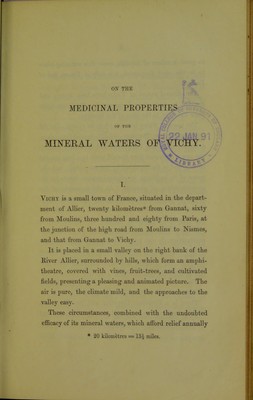 ON THE
MEDICINAL PROPERTIES
OF THE
MINERAL WATERS OF VICHY.
22 JAN 91
LIBRARY
I.
VICHY is a small town of France, situated in the depart-
ment of Allier, twenty kilomètres* from Gannat, sixty
from Moulins, three hundred and eighty from Paris, at
the junction of the high road from Moulins to Nismes,
and that from Gannat to Vichy.
It is placed in a small valley on the right bank of the
River Allier, surrounded by hills, which form an amphi-
theatre, covered with vines, fruit-trees, and cultivated
fields, presenting a pleasing and animated picture. The
air is pure, the climate mild, and the approaches to the
valley easy.
These circumstances, combined with the undoubted
efficacy of its mineral waters, which afford relief annually
* 20 kilomètres = 13½ miles.